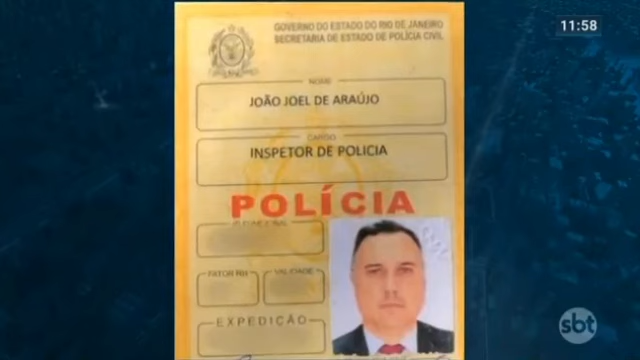 11:58
GOVERNO DO ESTADO DO RIO DE JANEIRO
SECRETARIA DE ESTADO DE POLÍCIA CIVIL
NOME
JOÃO JOEL DE ARAÚJO
CARGO
INSPETOR DE POLICIA
POLÍCIA
FATOR RH
VALIDADE
EXPEDIÇÃO
sbt